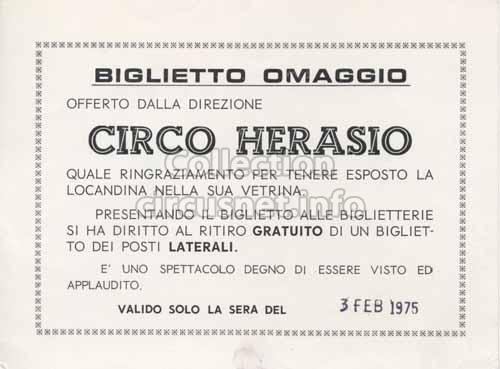 BIGLIETTO OMAGGIO
OFFERTO DALLA DIREZIONE
CIRCO HERASIO
Collection
QUALE RINGRAZIAMENTO PER TENERE ESPOSTO LA
LOCANDINA NELLA SUA VETRINA.
circusnet.info
PRESENTANDO IL BIGLIETTO ALLE BIGLIETTERIE
SI HA DIRITTO AL RITIRO GRATUITO DI UN BIGLIET-
TO DEI POSTI LATERALI.
E' UNO SPETTACOLO DEGNO DI ESSERE VISTO ED
APPLAUDITO.
VALIDO SOLO LA SERA DEL 3 FEB 1975